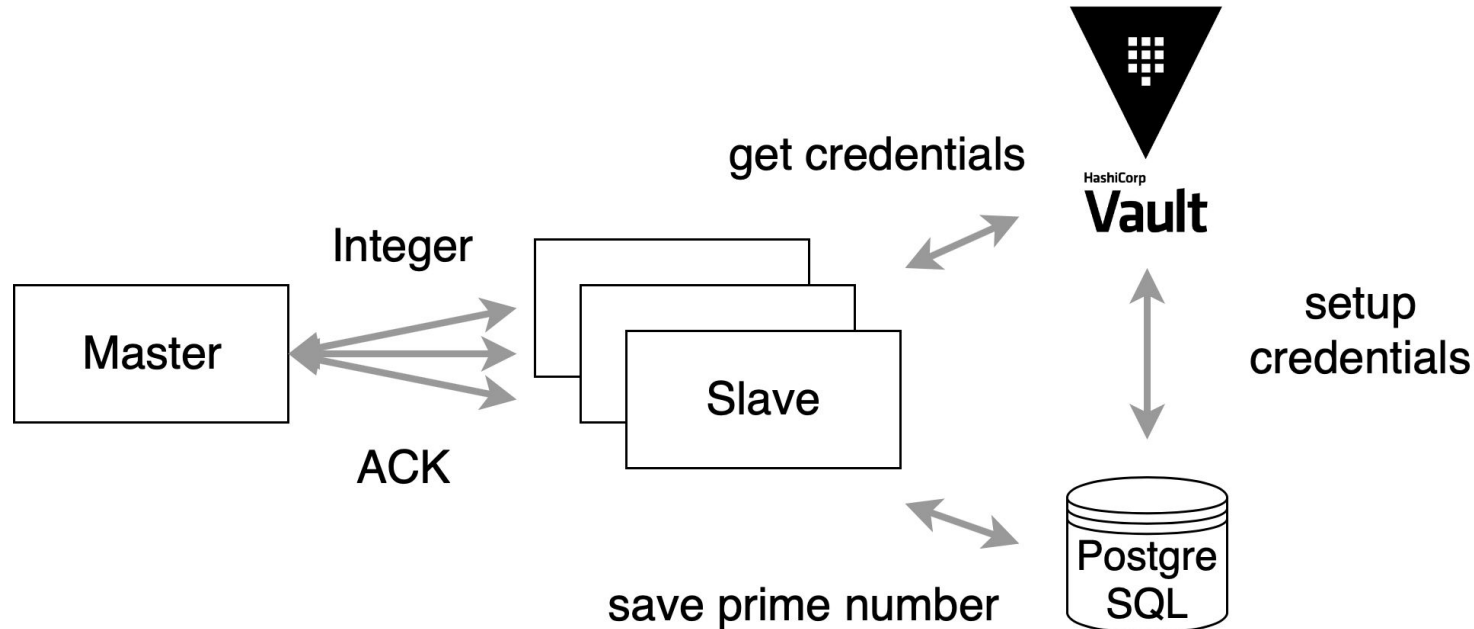 get credentials
HashiCorp
Vault
Integer
Master
Slave
setup
credentials
ACK
Postgre
SQL
save prime number